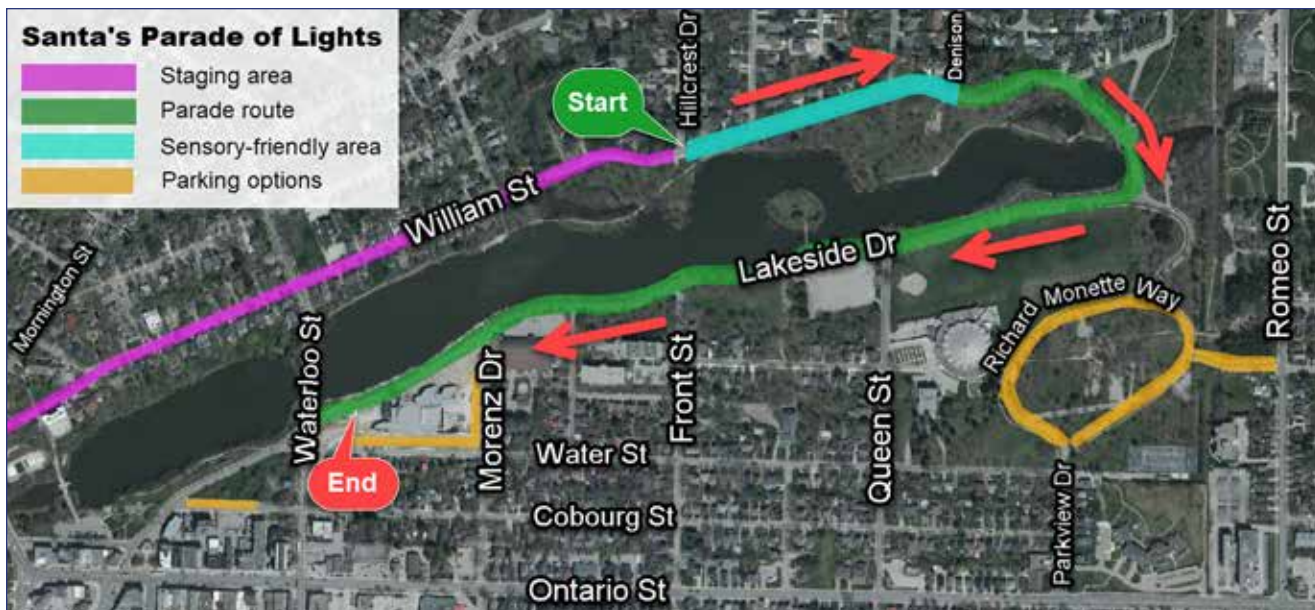 Santa's Parade of Lights
Staging area
Parade route
Sensory-friendly area
Parking options
Start
Hillcrest Dr
Denison
William St
Mornington St
Lakeside Dr
Romeo St
Richard Monette Way
Waterloo St
Morenz Dr
Front St
Queen St
Water St
End
Cobourg St
Parkview Dr
Ontario St